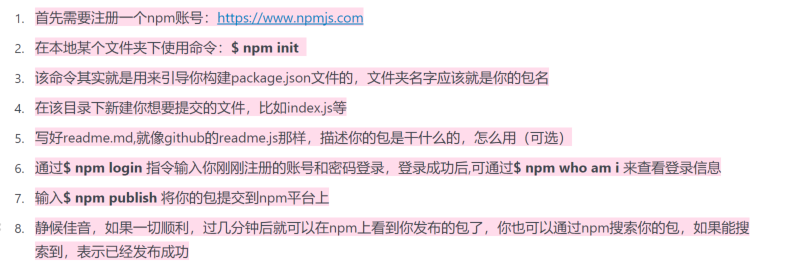 1. 首先需要注册一个npm账号：https://www.npmjs.com
2. 在本地某个文件夹下使用命令：$ npm init
3. 该命令其实就是用来引导你构建package.json文件的，文件夹名字应该就是你的包名
4. 在该目录下新建你想要提交的文件，比如index.js等
5. 写好readme.md,就像github的readme.js那样，描述你的包是干什么的，怎么用（可选）
6. 通过$ npm login 指令输入你刚刚注册的账号和密码登录，登录成功后,可通过$ npm who am i 来查看登录信息
7. 输入$ npm publish 将你的包提交到npm平台上
8. 静候佳音，如果一切顺利，过几分钟后就可以在npm上看到你发布的包了，你也可以通过npm搜索你的包，如果能搜
索到，表示已经发布成功